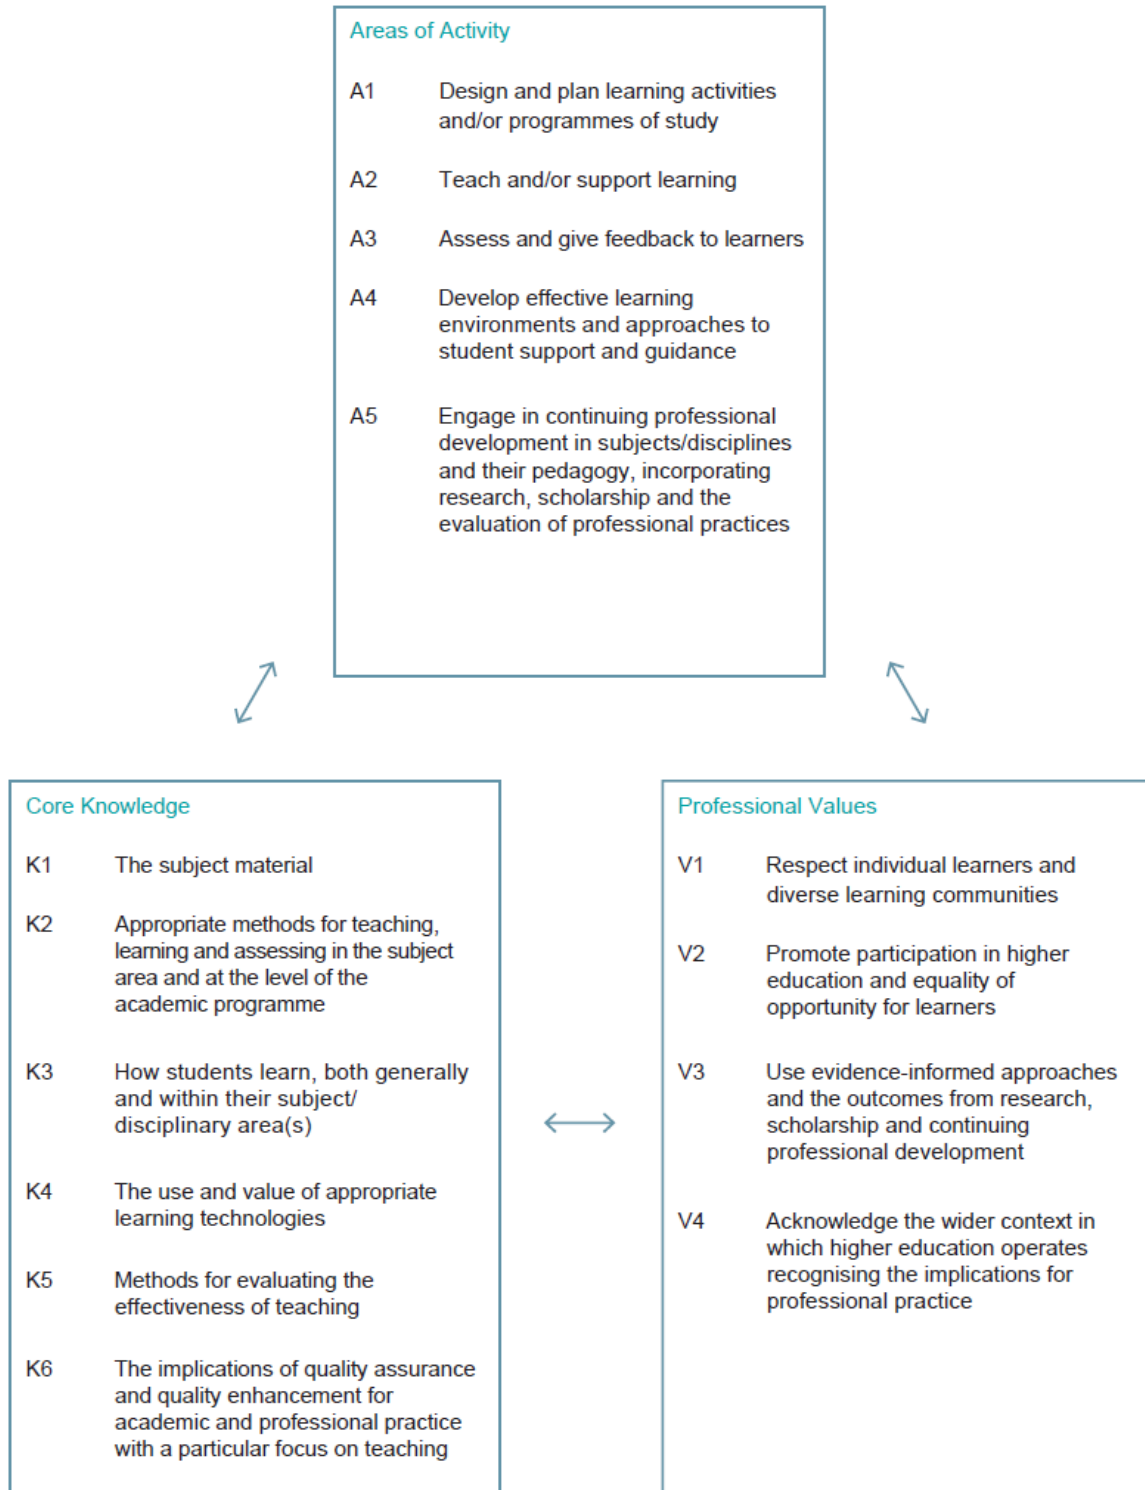 Areas of Activity
A1 Design and plan learning activities
and/or programmes of study
A2 Teach and/or support learning
A3 Assess and give feedback to learners
A4 Develop effective learning
environments and approaches to
student support and guidance
A5 Engage in continuing professional
development in subjects/disciplines
and their pedagogy, incorporating
research, scholarship and the
evaluation of professional practices
Core Knowledge
K1 The subject material
K2 Appropriate methods for teaching,
learning and assessing in the subject
area and at the level of the
academic programme
K3 How students learn, both generally
and within their subject/
disciplinary area(s)
K4 The use and value of appropriate
learning technologies
K5 Methods for evaluating the
effectiveness of teaching
K6 The implications of quality assurance
and quality enhancement for
academic and professional practice
with a particular focus on teaching
Professional Values
V1 Respect individual learners and
diverse learning communities
V2 Promote participation in higher
education and equality of
opportunity for learners
V3 Use evidence-informed approaches
and the outcomes from research,
scholarship and continuing
professional development
V4 Acknowledge the wider context in
which higher education operates
recognising the implications for
professional practice